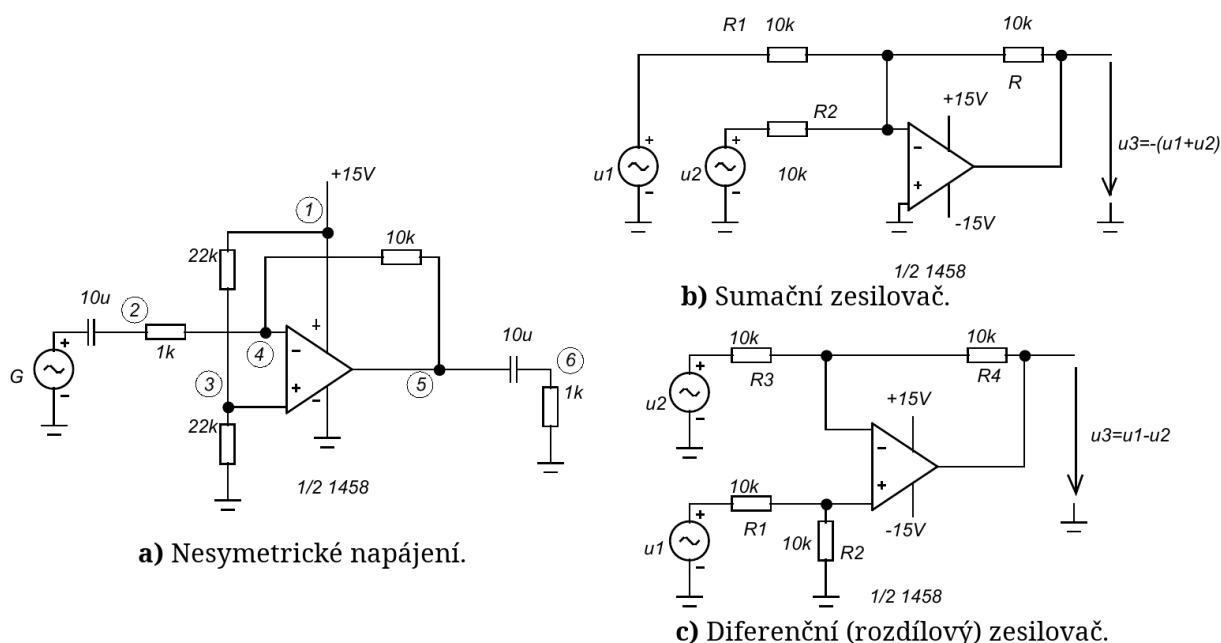 +15V
1
22k
10k
10u
2
1k
4
10u
6
G
3
5
1k
22k
1/2 1458
a) Nesymetrické napájení.
R1 10k
10k
R
R2
+15V
u1
u2
10k
u3=-(u1+u2)
-15V
1/2 1458
b) Sumační zesilovač.
10k
10k
R3
R4
u2
+15V
u3=u1-u2
10k
R1
10k
R2
-15V
u1
1/2 1458
c) Diferenční (rozdílový) zesilovač.